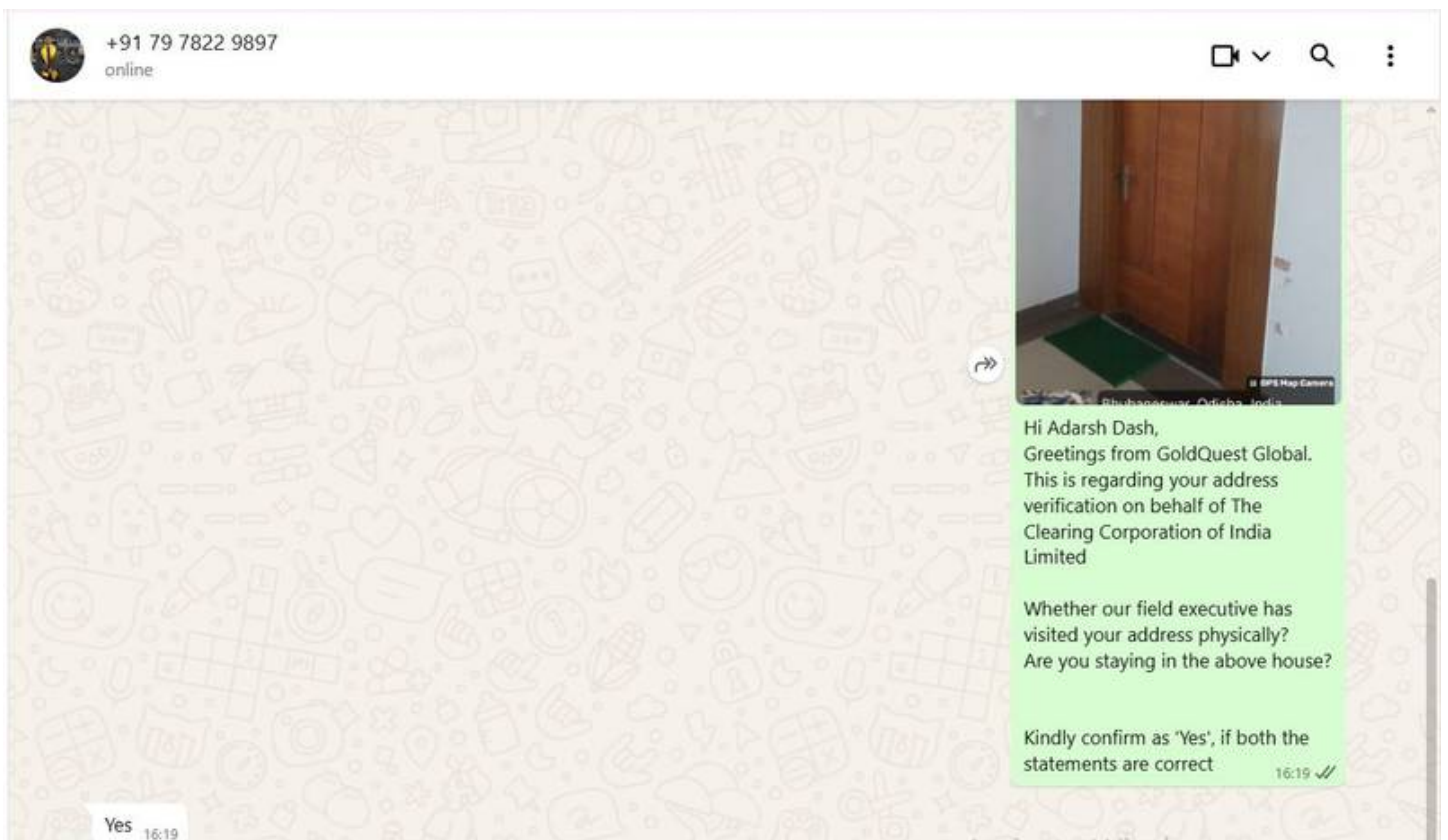 +91 79 7822 9897
online
GPS Map Camera
Bhubaneswar, Odisha, India
Hi Adarsh Dash,
Greetings from GoldQuest Global.
This is regarding your address
verification on behalf of The
Clearing Corporation of India
Limited
Whether our field executive has
visited your address physically?
Are you staying in the above house?
Kindly confirm as 'Yes', if both the
statements are correct
16:19
Yes
16:19